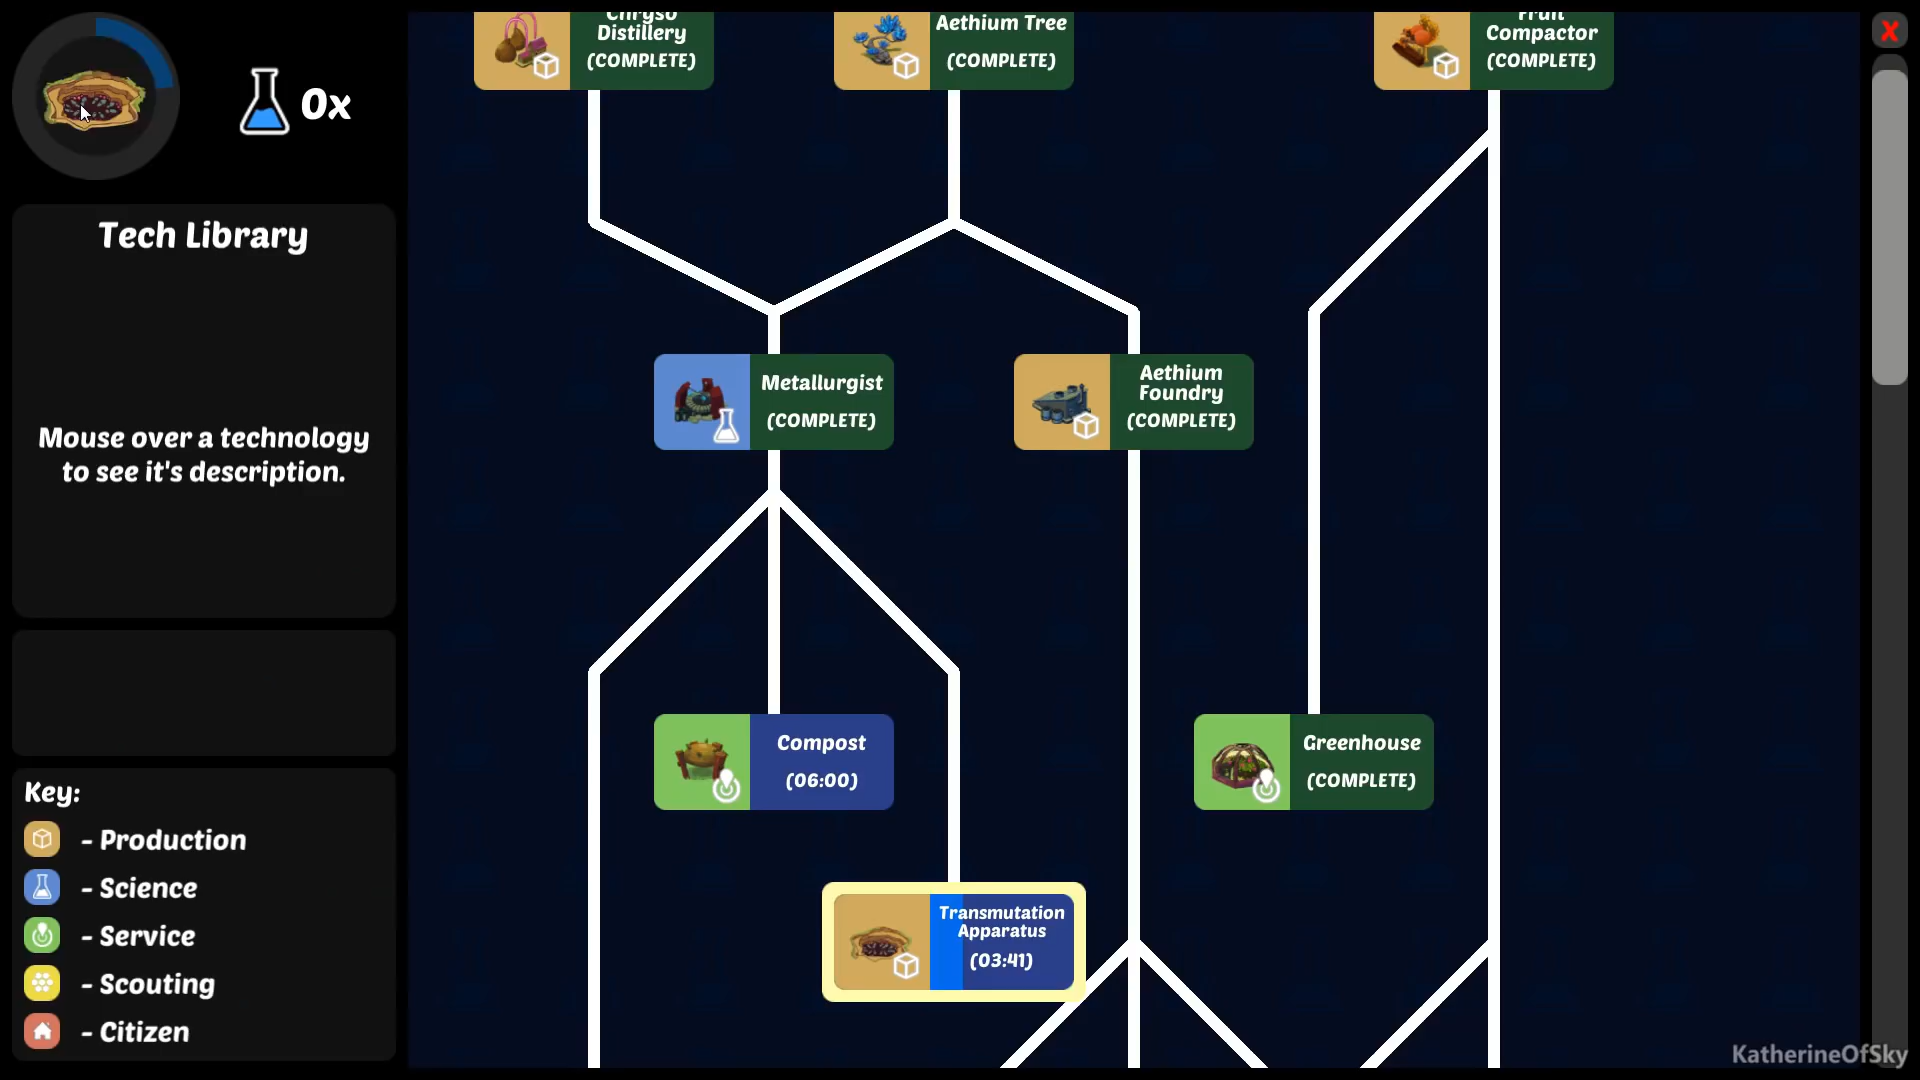 0x
Tech Library
Mouse over a technology
to see it's description.
Key:
- Production
- Science
- Service
- Scouting
- Citizen
Chryso
Distillery
(COMPLETE)
Aethium Tree
(COMPLETE)
Fruit
Compactor
(COMPLETE)
Metallurgist
(COMPLETE)
Aethium
Foundry
(COMPLETE)
Compost
(06:00)
Greenhouse
(COMPLETE)
Transmutation
Apparatus
(03:41)
X
KatherineOfSky